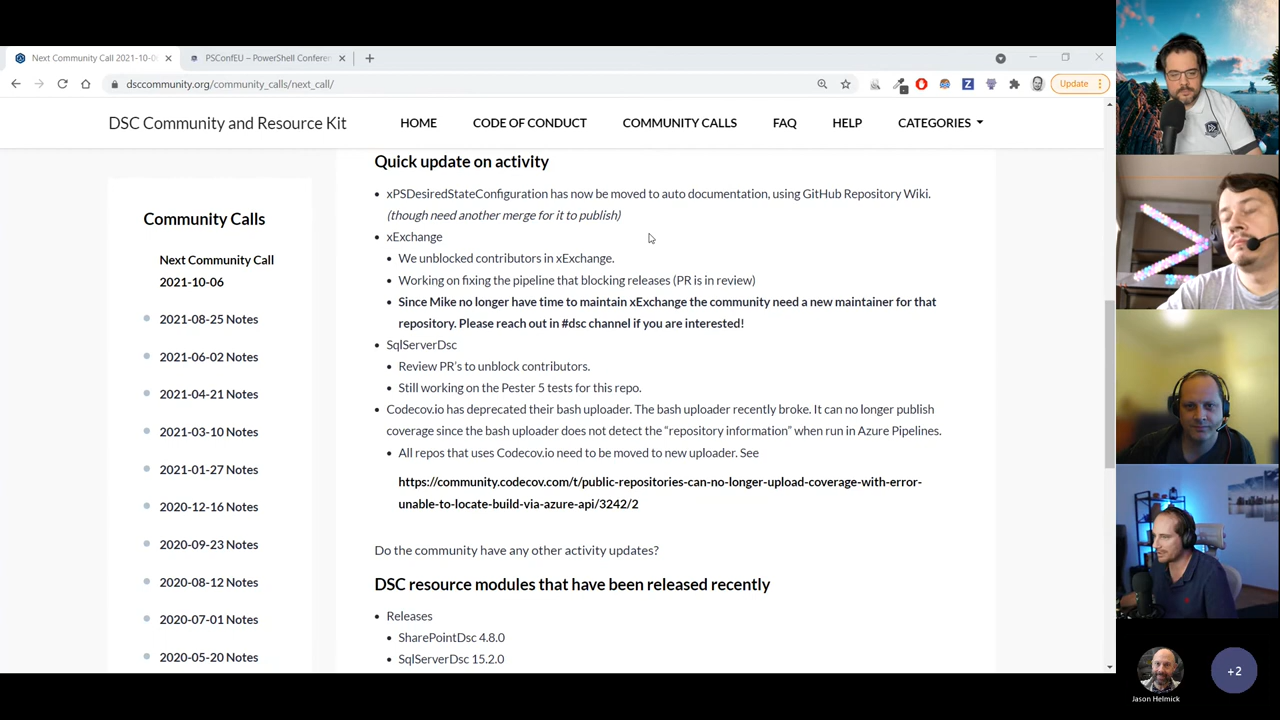 Next Community Call 2021-10-0
PSConfEU – PowerShell Conferen
dsccommunity.org/community_calls/next_call/
Update
DSC Community and Resource Kit
HOME
CODE OF CONDUCT
COMMUNITY CALLS
FAQ
HELP
CATEGORIES
Community Calls
Next Community Call
2021-10-06
2021-08-25 Notes
2021-06-02 Notes
2021-04-21 Notes
2021-03-10 Notes
2021-01-27 Notes
2020-12-16 Notes
2020-09-23 Notes
2020-08-12 Notes
2020-07-01 Notes
2020-05-20 Notes
Quick update on activity
xPSDesiredStateConfiguration has now be moved to auto documentation, using GitHub Repository Wiki.
(though need another merge for it to publish)
xExchange
We unblocked contributors in xExchange.
Working on fixing the pipeline that blocking releases (PR is in review)
Since Mike no longer have time to maintain xExchange the community need a new maintainer for that
repository. Please reach out in #dsc channel if you are interested!
SqlServerDsc
Review PR's to unblock contributors.
Still working on the Pester 5 tests for this repo.
Codecov.io has deprecated their bash uploader. The bash uploader recently broke. It can no longer publish
coverage since the bash uploader does not detect the “repository information” when run in Azure Pipelines.
All repos that uses Codecov.io need to be moved to new uploader. See
https://community.codecov.com/t/public-repositories-can-no-longer-upload-coverage-with-error-
unable-to-locate-build-via-azure-api/3242/2
Do the community have any other activity updates?
DSC resource modules that have been released recently
Releases
SharePointDsc 4.8.0
SqlServerDsc 15.2.0
Jason Helmick
+2